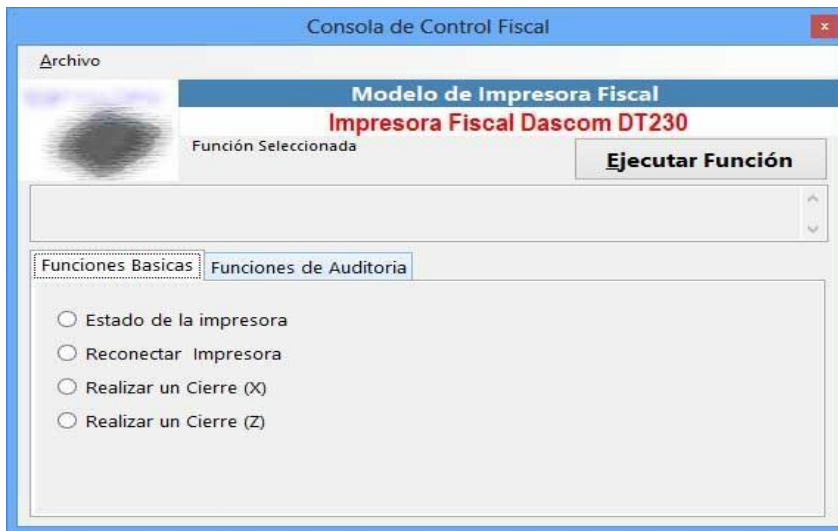 Consola de Control Fiscal
x
Archivo
Modelo de Impresora Fiscal
Impresora Fiscal Dascom DT230
Función Seleccionada
Ejecutar Función
Funciones Basicas
Funciones de Auditoria
Estado de la impresora
Reconectar Impresora
Realizar un Cierre (X)
Realizar un Cierre (Z)